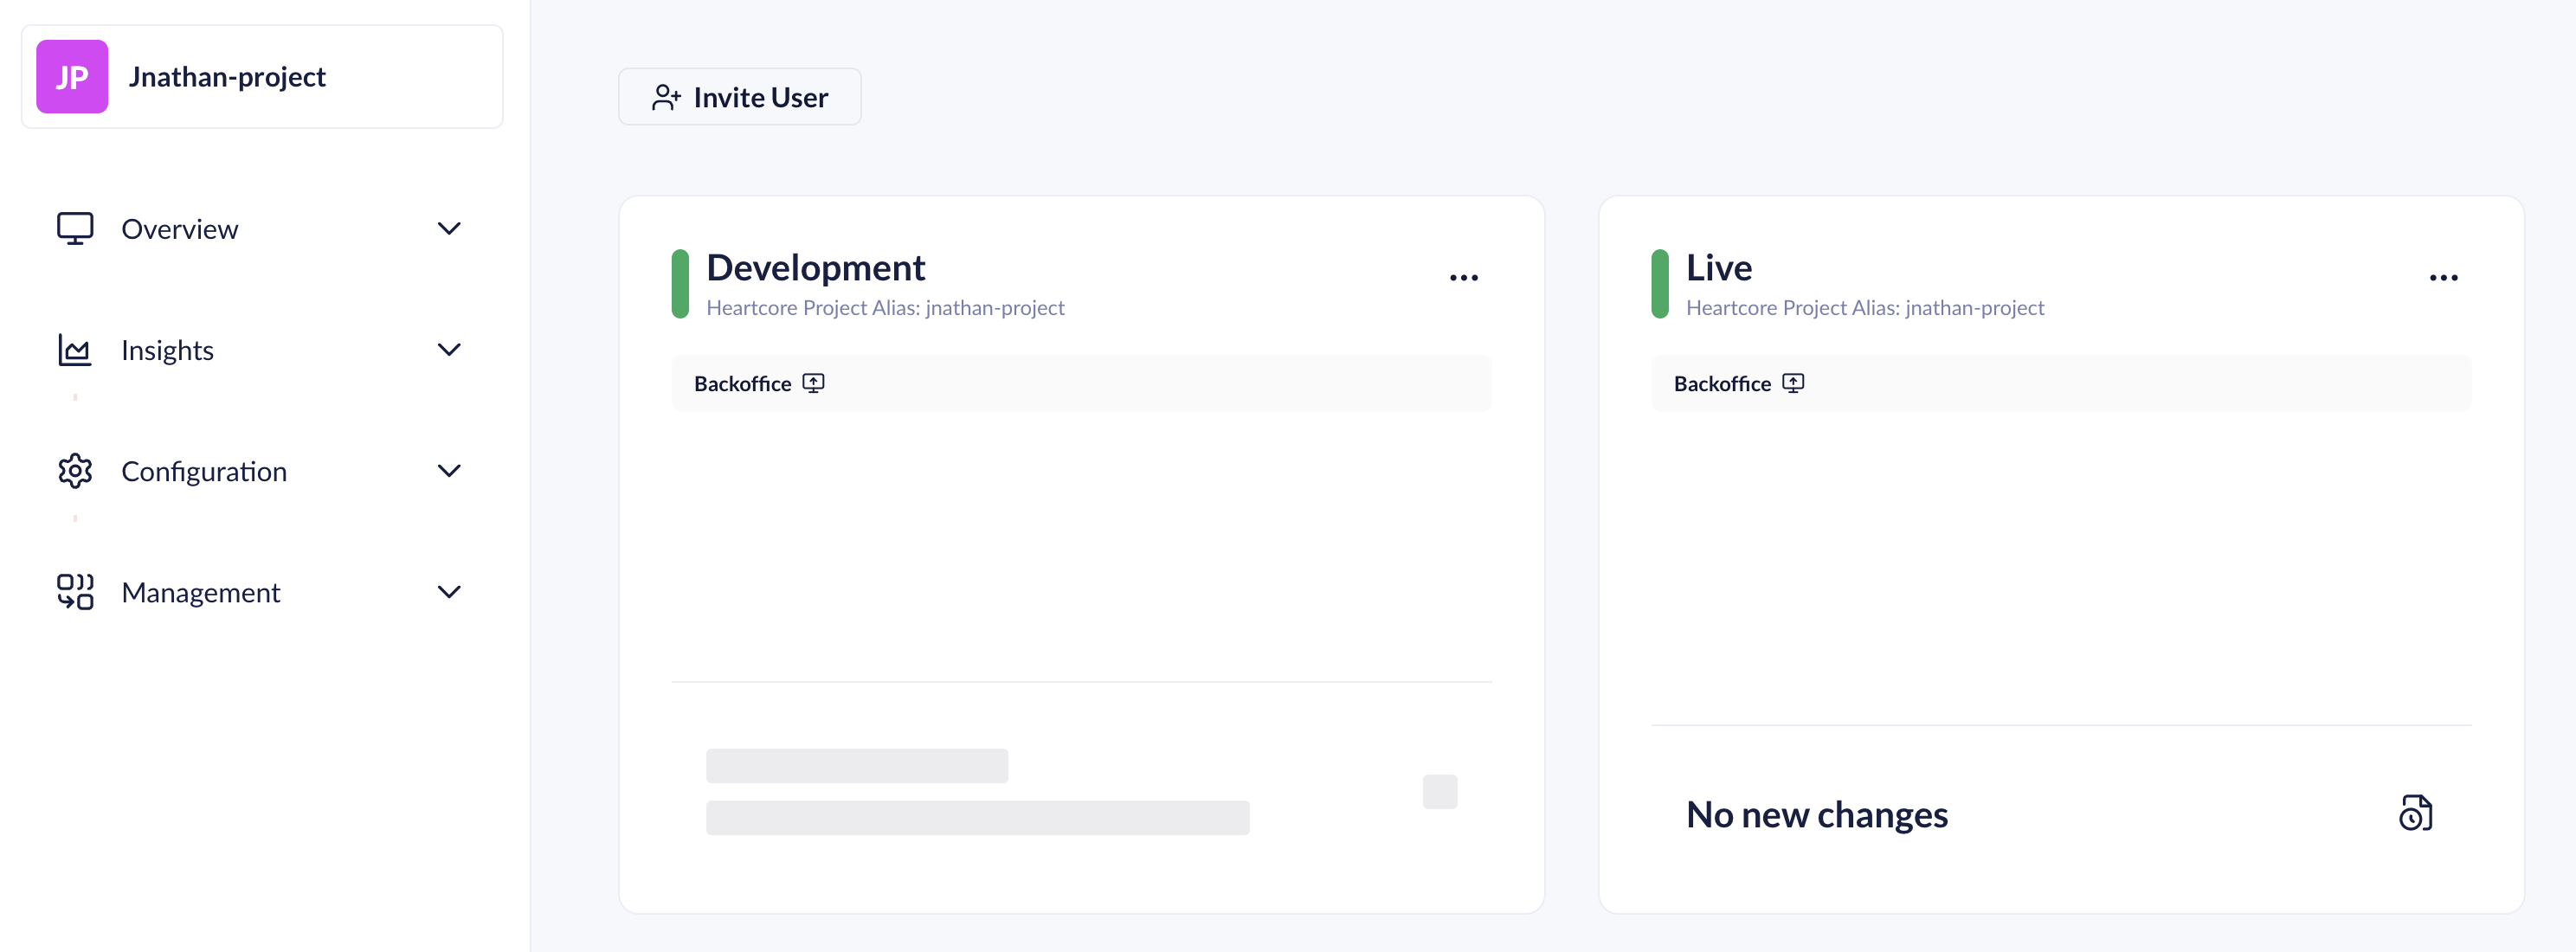 JP
Jnathan-project
Overview
Insights
Configuration
Management
Invite User
Development
Heartcore Project Alias: jnathan-project
Backoffice
Live
Heartcore Project Alias: jnathan-project
Backoffice
No new changes